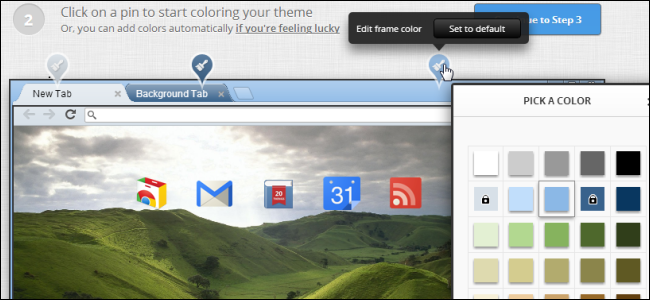 2
Click on a pin to start coloring your theme
Or, you can add colors automatically if you're feeling lucky
Edit frame color
Set to default
ue to Step 3
New Tab
Background Tab
PICK A COLOR
20
31